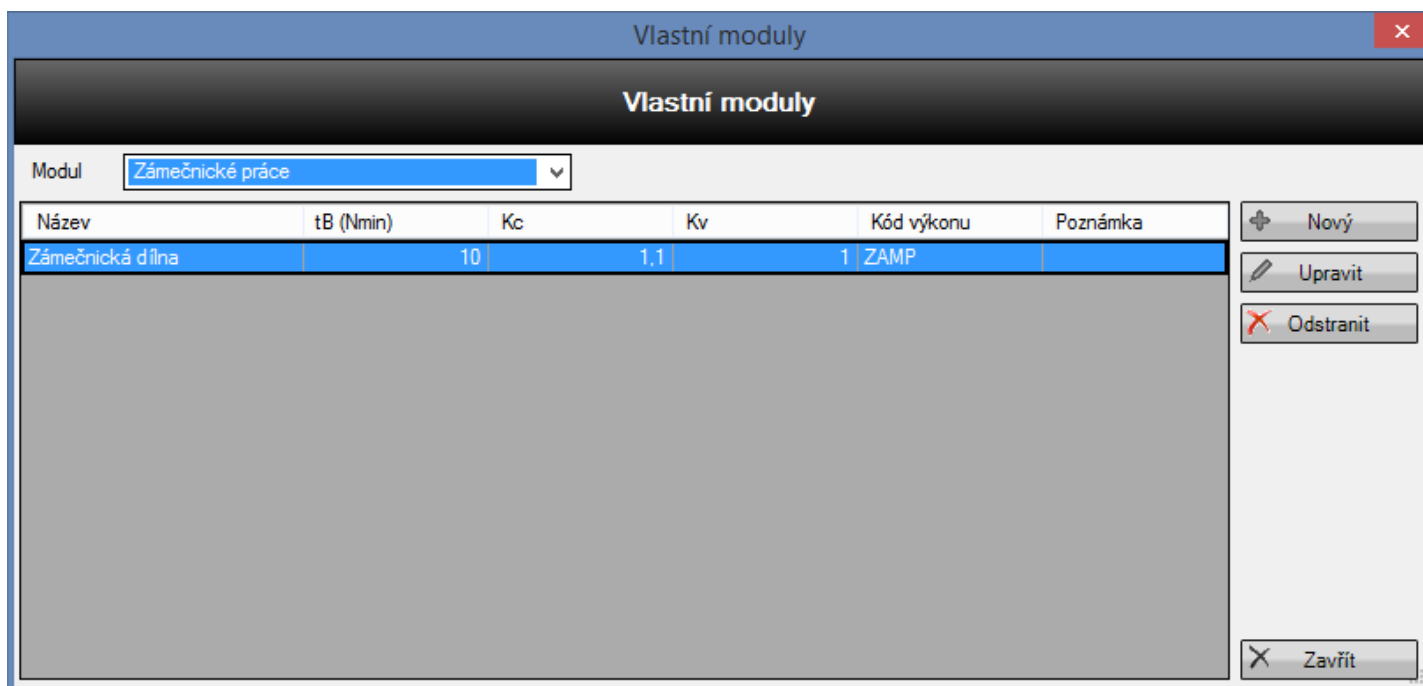 Vlastní moduly
Vlastní moduly
Modul Zámečnické práce
Název tB (Nmin) Kc Kv Kód výkonu Poznámka
Zámečnická dílna 10 1,1 1 ZAMP
Nový
Upravit
Odstranit
Zavřít